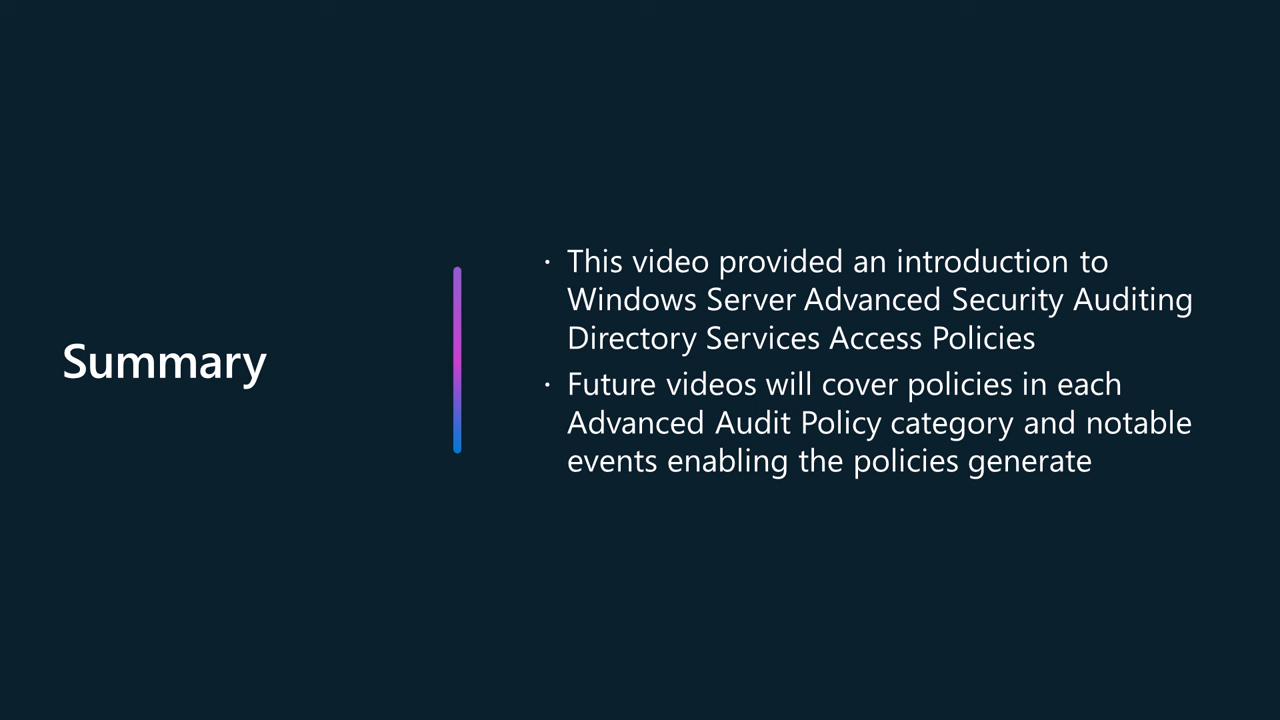 Summary
· This video provided an introduction to
Windows Server Advanced Security Auditing
Directory Services Access Policies
· Future videos will cover policies in each
Advanced Audit Policy category and notable
events enabling the policies generate